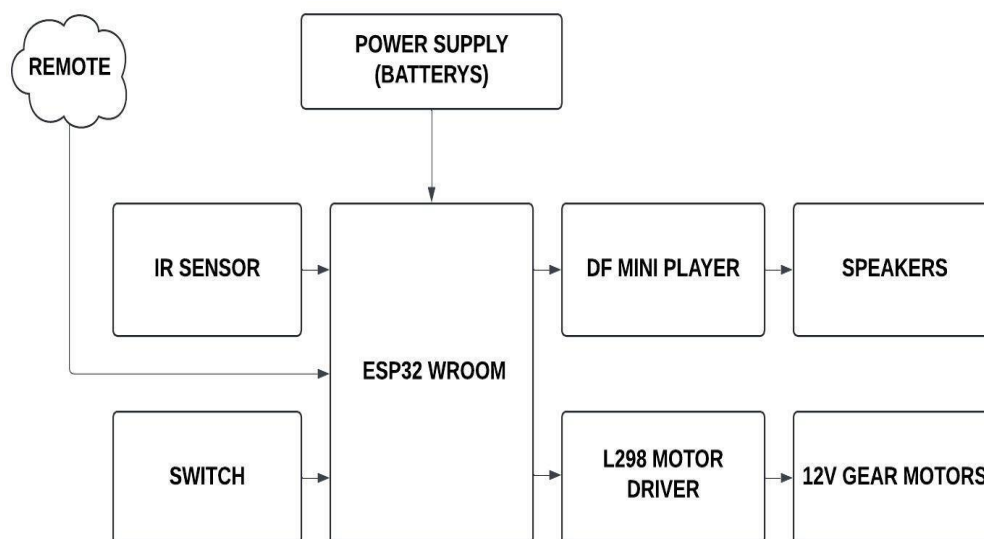 REMOTE
POWER SUPPLY
(BATTERYS)
IR SENSOR
DF MINI PLAYER
SPEAKERS
ESP32 WROOM
SWITCH
L298 MOTOR
DRIVER
12V GEAR MOTORS